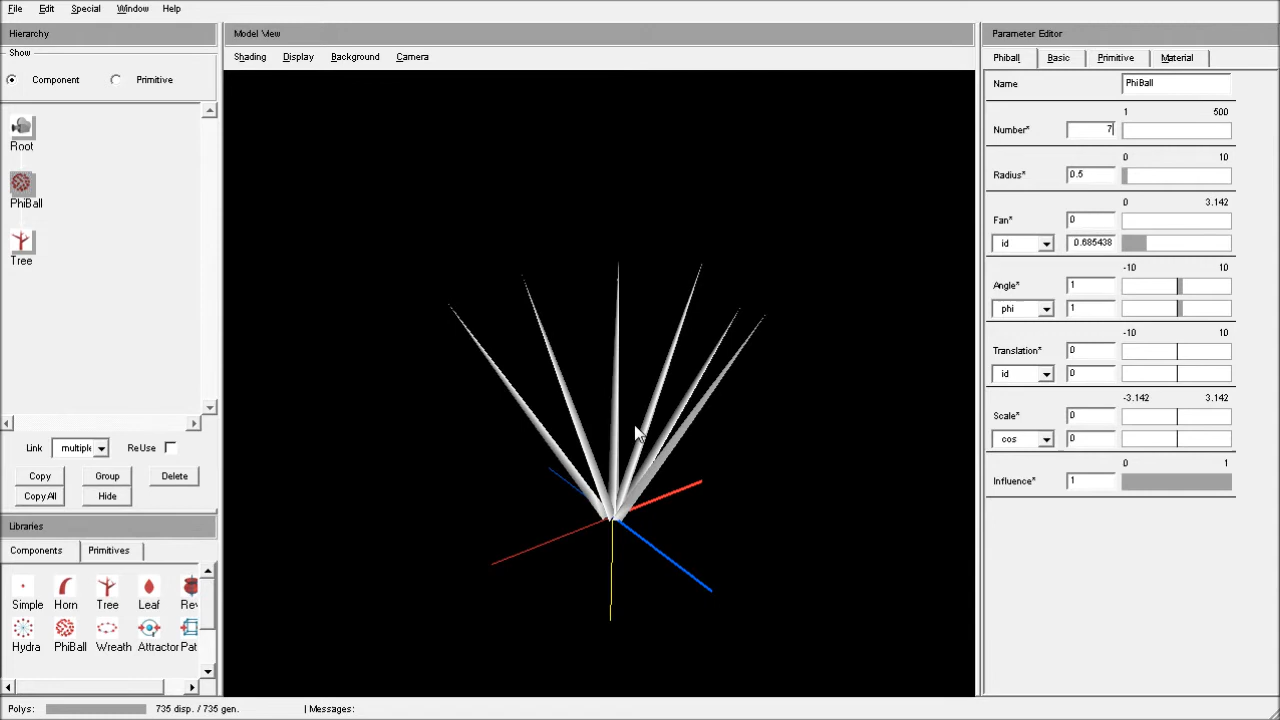 File Edit Special Window Help
Hierarchy
Show
Component Primitive
Root
PhiBall
Tree
Link multiple ReUse
Copy Group Delete
Copy All Hide
Libraries
Components Primitives
Simple Horn Tree Leaf Rev
Hydra PhiBall Wreath Attractor Pat
Polys: 735 disp. / 735 gen. Messages:
Model View
Shading Display Background Camera
Parameter Editor
Phiball Basic Primitive Material
Name PhiBall
1 500
Number* 7
0 10
Radius* 0.5
0 3.142
Fan* 0
id 0.685438
-10 10
Angle* 1
phi 1
-10 10
Translation* 0
id 0
-3.142 3.142
Scale* 0
cos 0
0 1
Influence* 1